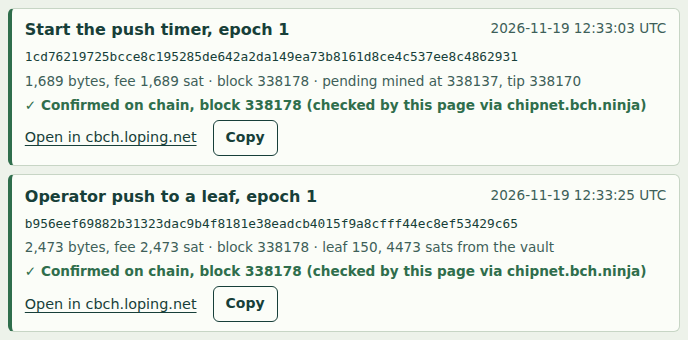 Start the push timer, epoch 1
2026-11-19 12:33:03 UTC
1cd76219725bcce8c195285de642a2da149ea73b8161d8ce4c537ee8c4862931
1,689 bytes, fee 1,689 sat · block 338178 · pending mined at 338137, tip 338170
✓ Confirmed on chain, block 338178 (checked by this page via chipnet.bch.ninja)
Open in cbch.loping.net
Copy
Operator push to a leaf, epoch 1
2026-11-19 12:33:25 UTC
b956eef69882b31323dac9b4f8181e38eadcb4015f9a8cfff44ec8ef53429c65
2,473 bytes, fee 2,473 sat · block 338178 · leaf 150, 4473 sats from the vault
✓ Confirmed on chain, block 338178 (checked by this page via chipnet.bch.ninja)
Open in cbch.loping.net
Copy